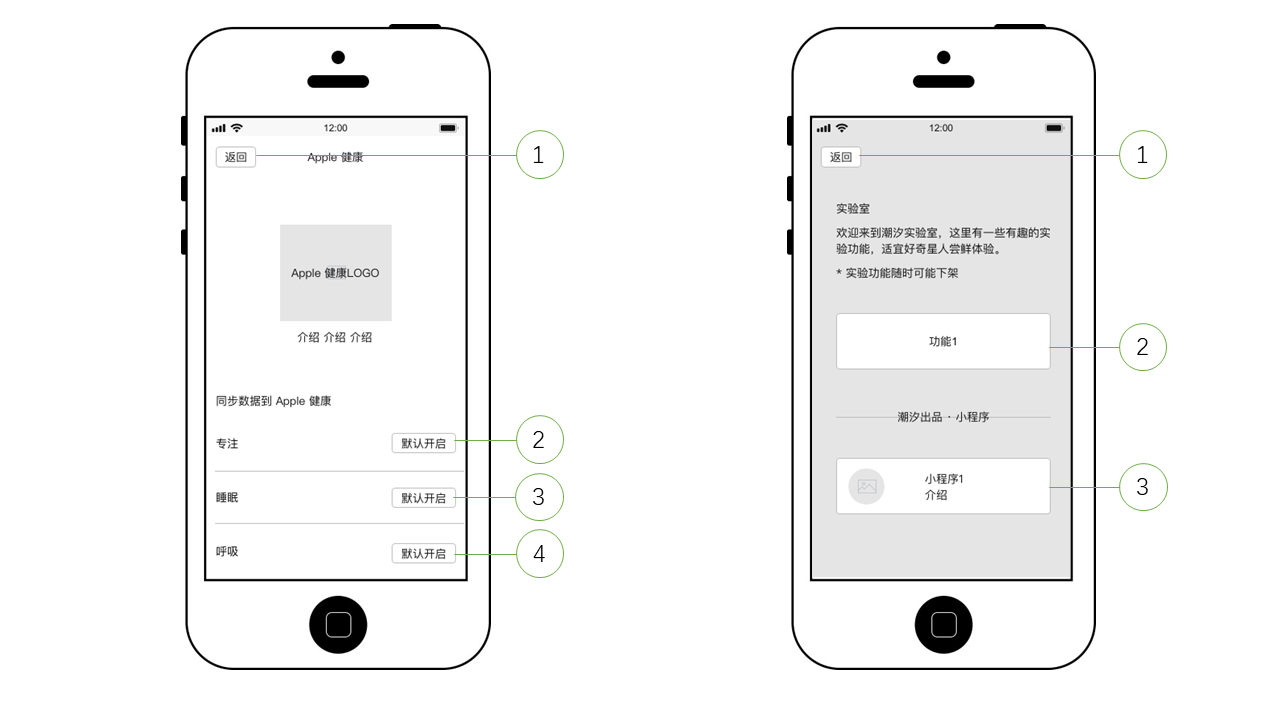 12:00
返回
Apple 健康
1
Apple 健康LOGO
介绍 介绍 介绍
同步数据到 Apple 健康
专注
默认开启
2
睡眠
默认开启
3
呼吸
默认开启
4
12:00
返回
1
实验室
欢迎来到潮汐实验室，这里有一些有趣的实
验功能，适宜好奇星人尝鲜体验。
* 实验功能随时可能下架
功能1
2
潮汐出品 · 小程序
小程序1
介绍
3